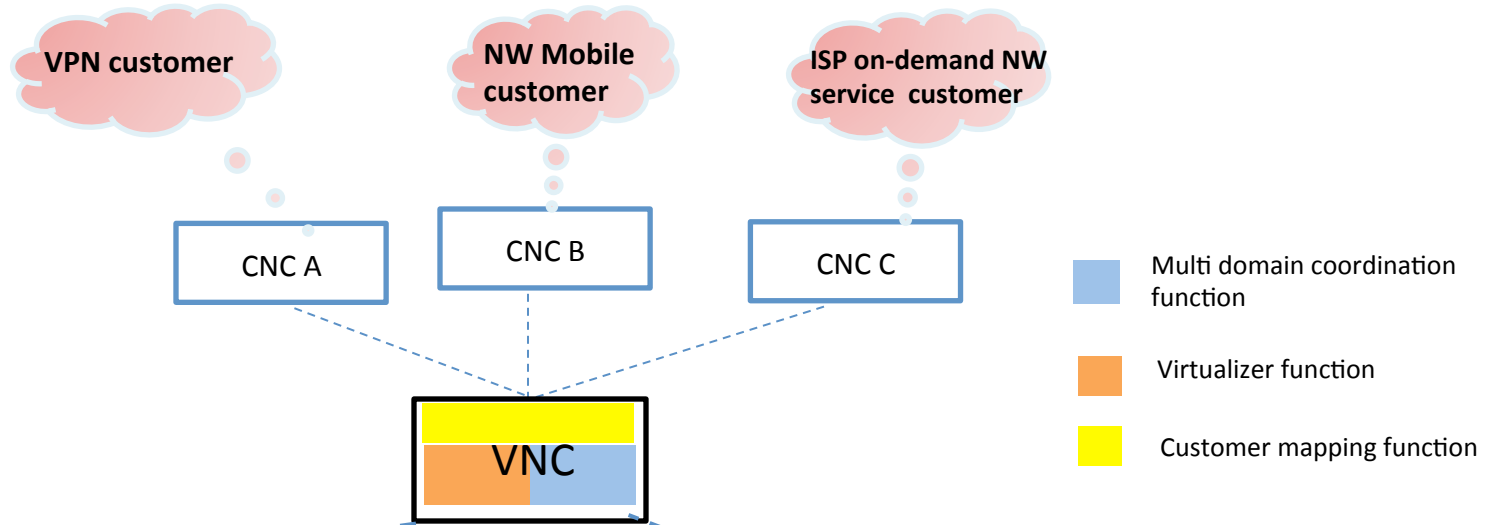 VPN customer
NW Mobile
customer
ISP on-demand NW
service customer
CNC A
CNC B
CNC C
Multi domain coordination
function
Virtualizer function
Customer mapping function
VNC